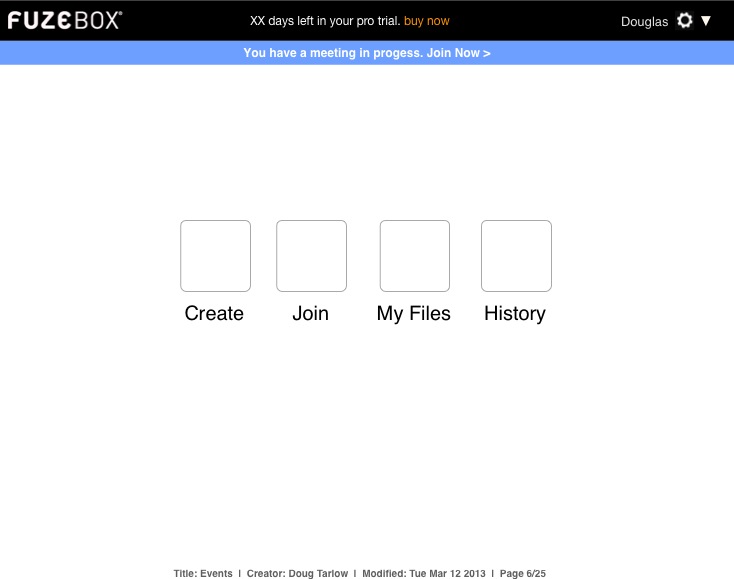 FUZEBOX®
XX days left in your pro trial. buy now
Douglas
You have a meeting in progess. Join Now >
Create
Join
My Files
History
Title: Events | Creator: Doug Tarlow | Modified: Tue Mar 12 2013 | Page 6/25